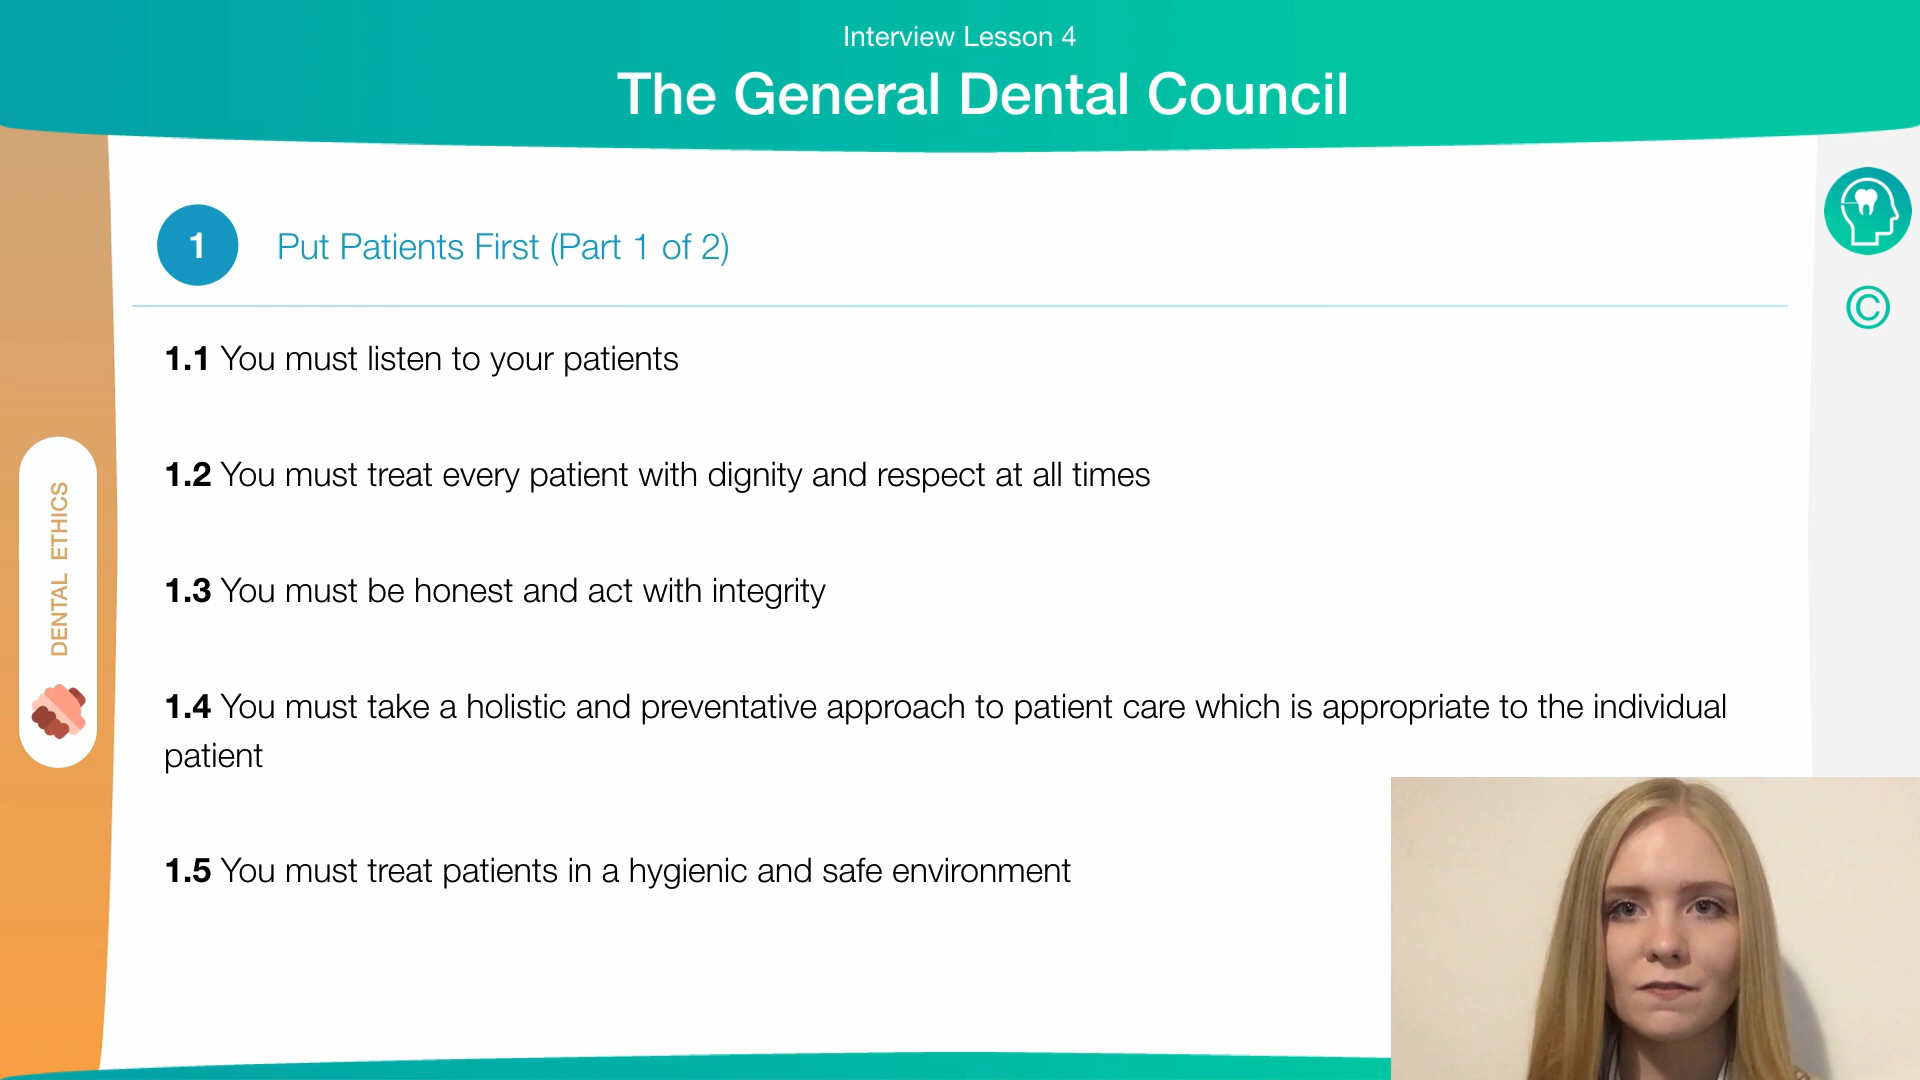 Interview Lesson 4
The General Dental Council
1 Put Patients First (Part 1 of 2)
©
1.1 You must listen to your patients
1.2 You must treat every patient with dignity and respect at all times
1.3 You must be honest and act with integrity
1.4 You must take a holistic and preventative approach to patient care which is appropriate to the individual
patient
1.5 You must treat patients in a hygienic and safe environment
DENTAL ETHICS